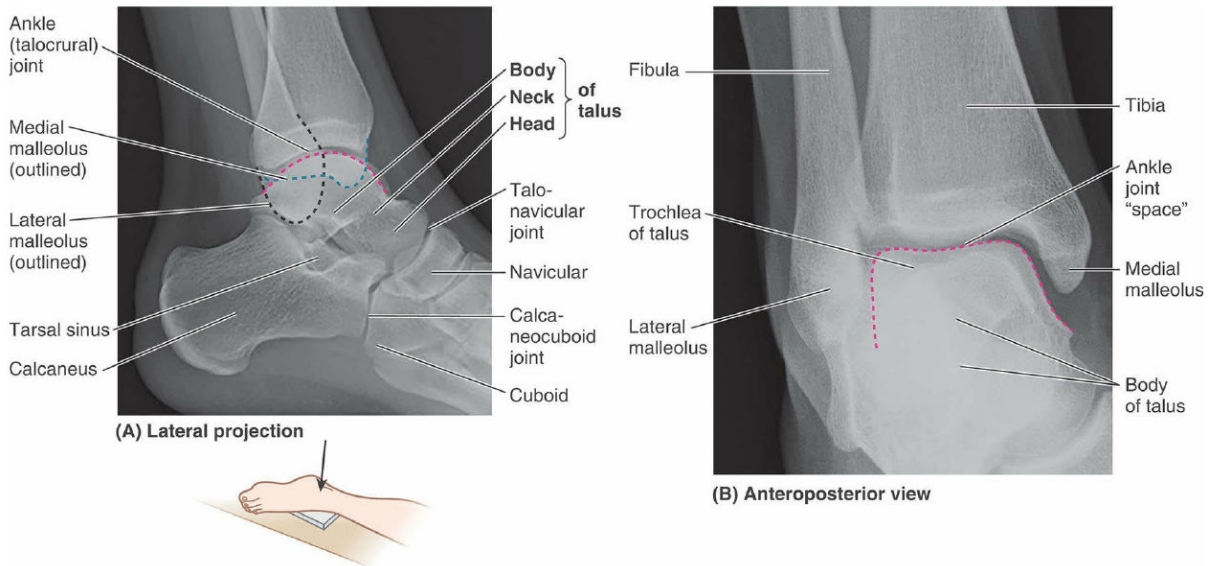 Ankle
(talocrural)
joint
Medial
malleolus
(outlined)
Lateral
malleolus
(outlined)
Tarsal sinus
Calcaneus
Body
Neck
Head
of
talus
Talo-
navicular
joint
Navicular
Calca-
neocuboid
joint
Cuboid
(A) Lateral projection
Fibula
Trochlea
of talus
Lateral
malleolus
Tibia
Ankle
joint
“space”
Medial
malleolus
Body
of talus
(B) Anteroposterior view